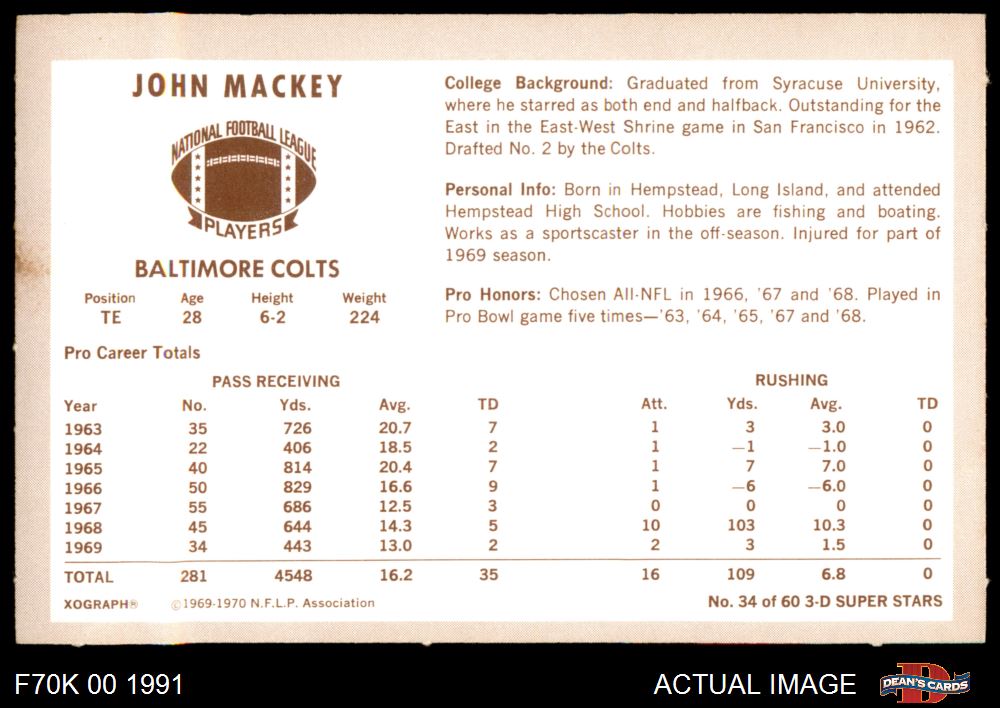 JOHN MACKEY
NATIONAL FOOTBALL LEAGUE
PLAYERS
BALTIMORE COLTS
Position Age Height Weight
TE 28 6-2 224
College Background: Graduated from Syracuse University,
where he starred as both end and halfback. Outstanding for the
East in the East-West Shrine game in San Francisco in 1962.
Drafted No. 2 by the Colts.
Personal Info: Born in Hempstead, Long Island, and attended
Hempstead High School. Hobbies are fishing and boating.
Works as a sportscaster in the off-season. Injured for part of
1969 season.
Pro Honors: Chosen All-NFL in 1966, '67 and '68. Played in
Pro Bowl game five times—'63, '64, '65, '67 and '68.
Pro Career Totals
PASS RECEIVING RUSHING
Year No. Yds. Avg. TD Att. Yds. Avg. TD
1963 35 726 20.7 7 1 3 3.0 0
1964 22 406 18.5 2 1 —1 —1.0 0
1965 40 814 20.4 7 1 7 7.0 0
1966 50 829 16.6 9 1 —6 —6.0 0
1967 55 686 12.5 3 0 0 0 0
1968 45 644 14.3 5 10 103 10.3 0
1969 34 443 13.0 2 2 3 1.5 0
TOTAL 281 4548 16.2 35 16 109 6.8 0
XOGRAPH® ©1969-1970 N.F.L.P. Association No. 34 of 60 3-D SUPER STARS
F70K 00 1991 ACTUAL IMAGE D DEAN'S CARDS